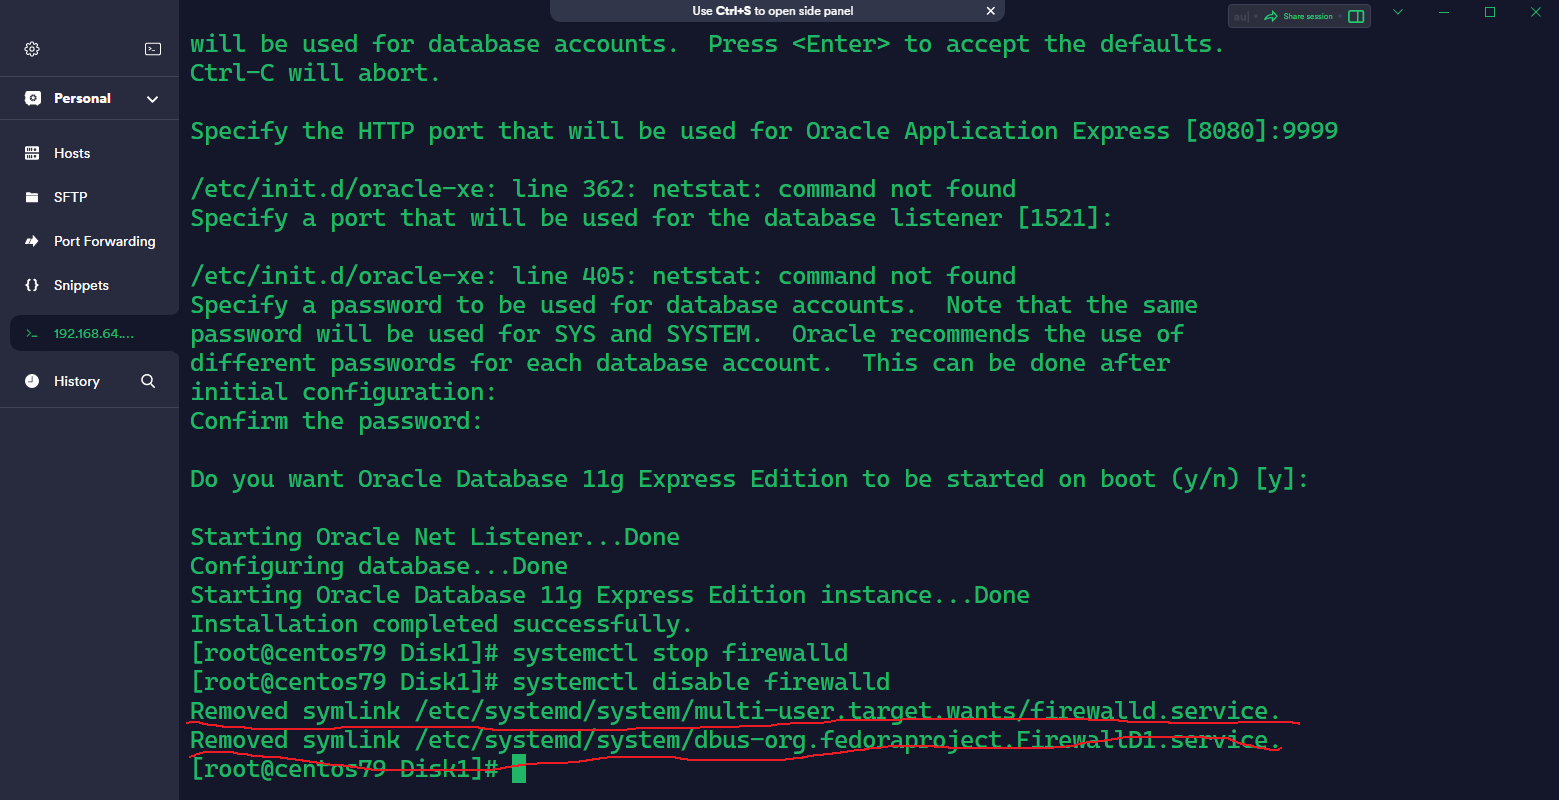 Use Ctrl+S to open side panel
au
Share session
Personal
Hosts
SFTP
Port Forwarding
Snippets
192.168.64....
History
will be used for database accounts.  Press <Enter> to accept the defaults.
Ctrl-C will abort.
Specify the HTTP port that will be used for Oracle Application Express [8080]:9999
/etc/init.d/oracle-xe: line 362: netstat: command not found
Specify a port that will be used for the database listener [1521]:
/etc/init.d/oracle-xe: line 405: netstat: command not found
Specify a password to be used for database accounts.  Note that the same
password will be used for SYS and SYSTEM.  Oracle recommends the use of
different passwords for each database account.  This can be done after
initial configuration:
Confirm the password:
Do you want Oracle Database 11g Express Edition to be started on boot (y/n) [y]:
Starting Oracle Net Listener...Done
Configuring database...Done
Starting Oracle Database 11g Express Edition instance...Done
Installation completed successfully.
[root@centos79 Disk1]# systemctl stop firewalld
[root@centos79 Disk1]# systemctl disable firewalld
Removed symlink /etc/systemd/system/multi-user.target.wants/firewalld.service.
Removed symlink /etc/systemd/system/dbus-org.fedoraproject.FirewallD1.service.
[root@centos79 Disk1]#